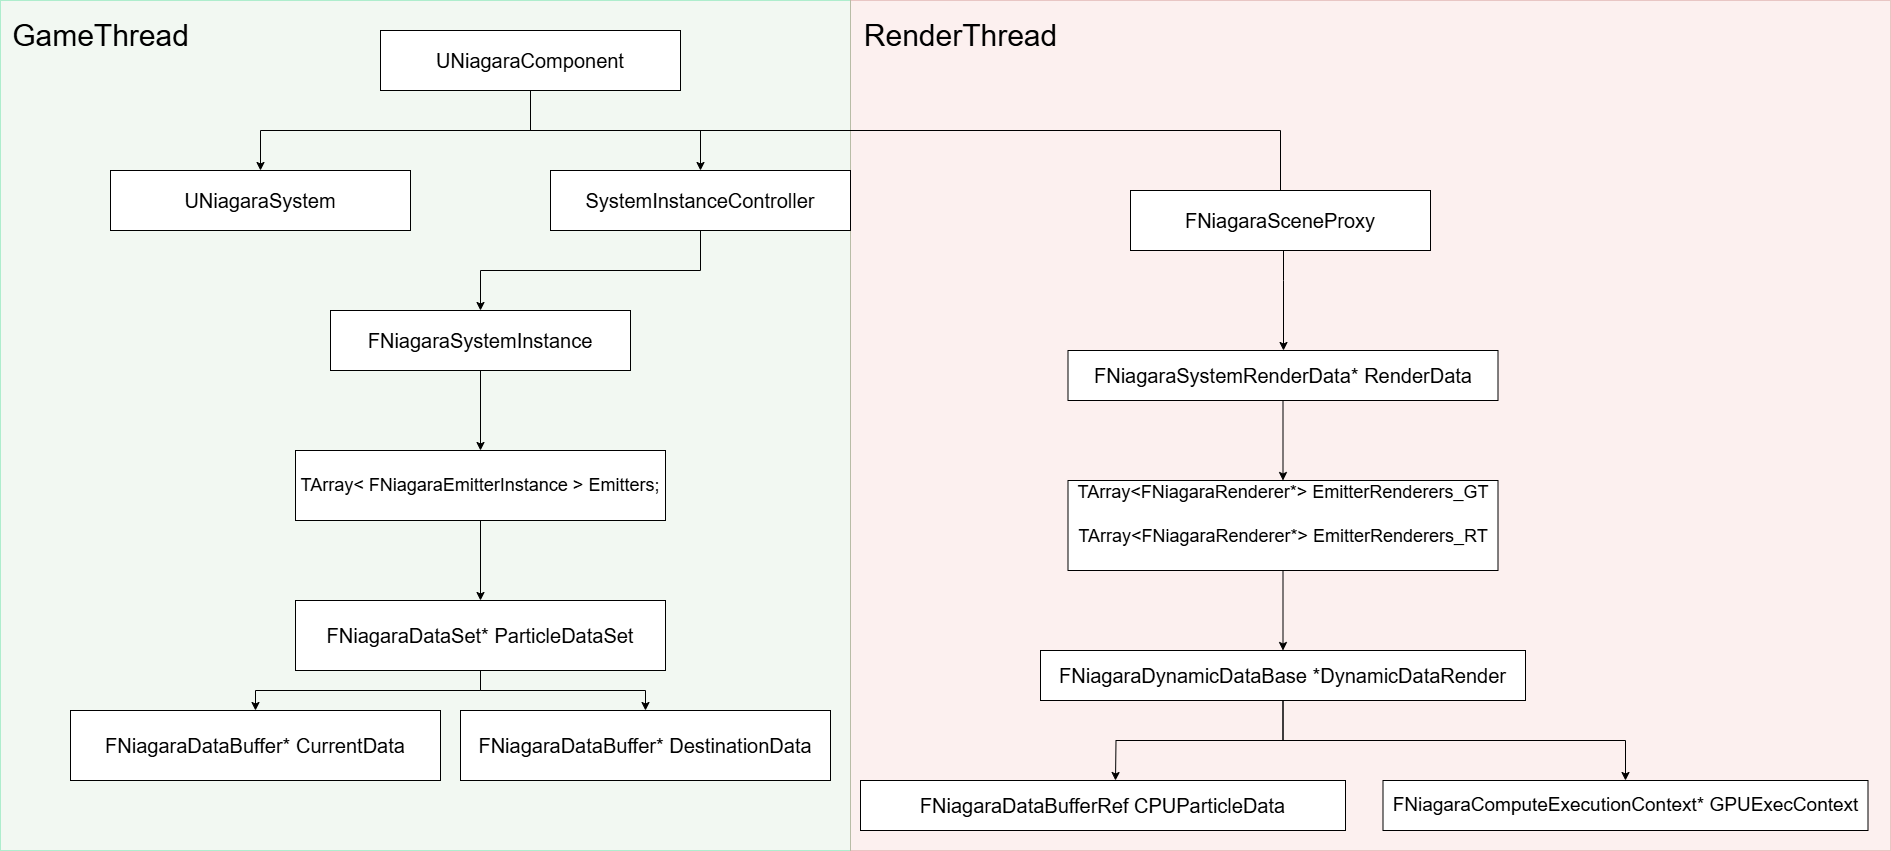 GameThread
UNiagaraComponent
UNiagaraSystem
SystemInstanceController
FNiagaraSystemInstance
TArray< FNiagaraEmitterInstance > Emitters;
FNiagaraDataSet* ParticleDataSet
FNiagaraDataBuffer* CurrentData
FNiagaraDataBuffer* DestinationData
RenderThread
FNiagaraSceneProxy
FNiagaraSystemRenderData* RenderData
TArray<FNiagaraRenderer*> EmitterRenderers_GT
TArray<FNiagaraRenderer*> EmitterRenderers_RT
FNiagaraDynamicDataBase *DynamicDataRender
FNiagaraDataBufferRef CPUParticleData
FNiagaraComputeExecutionContext* GPUExecContext